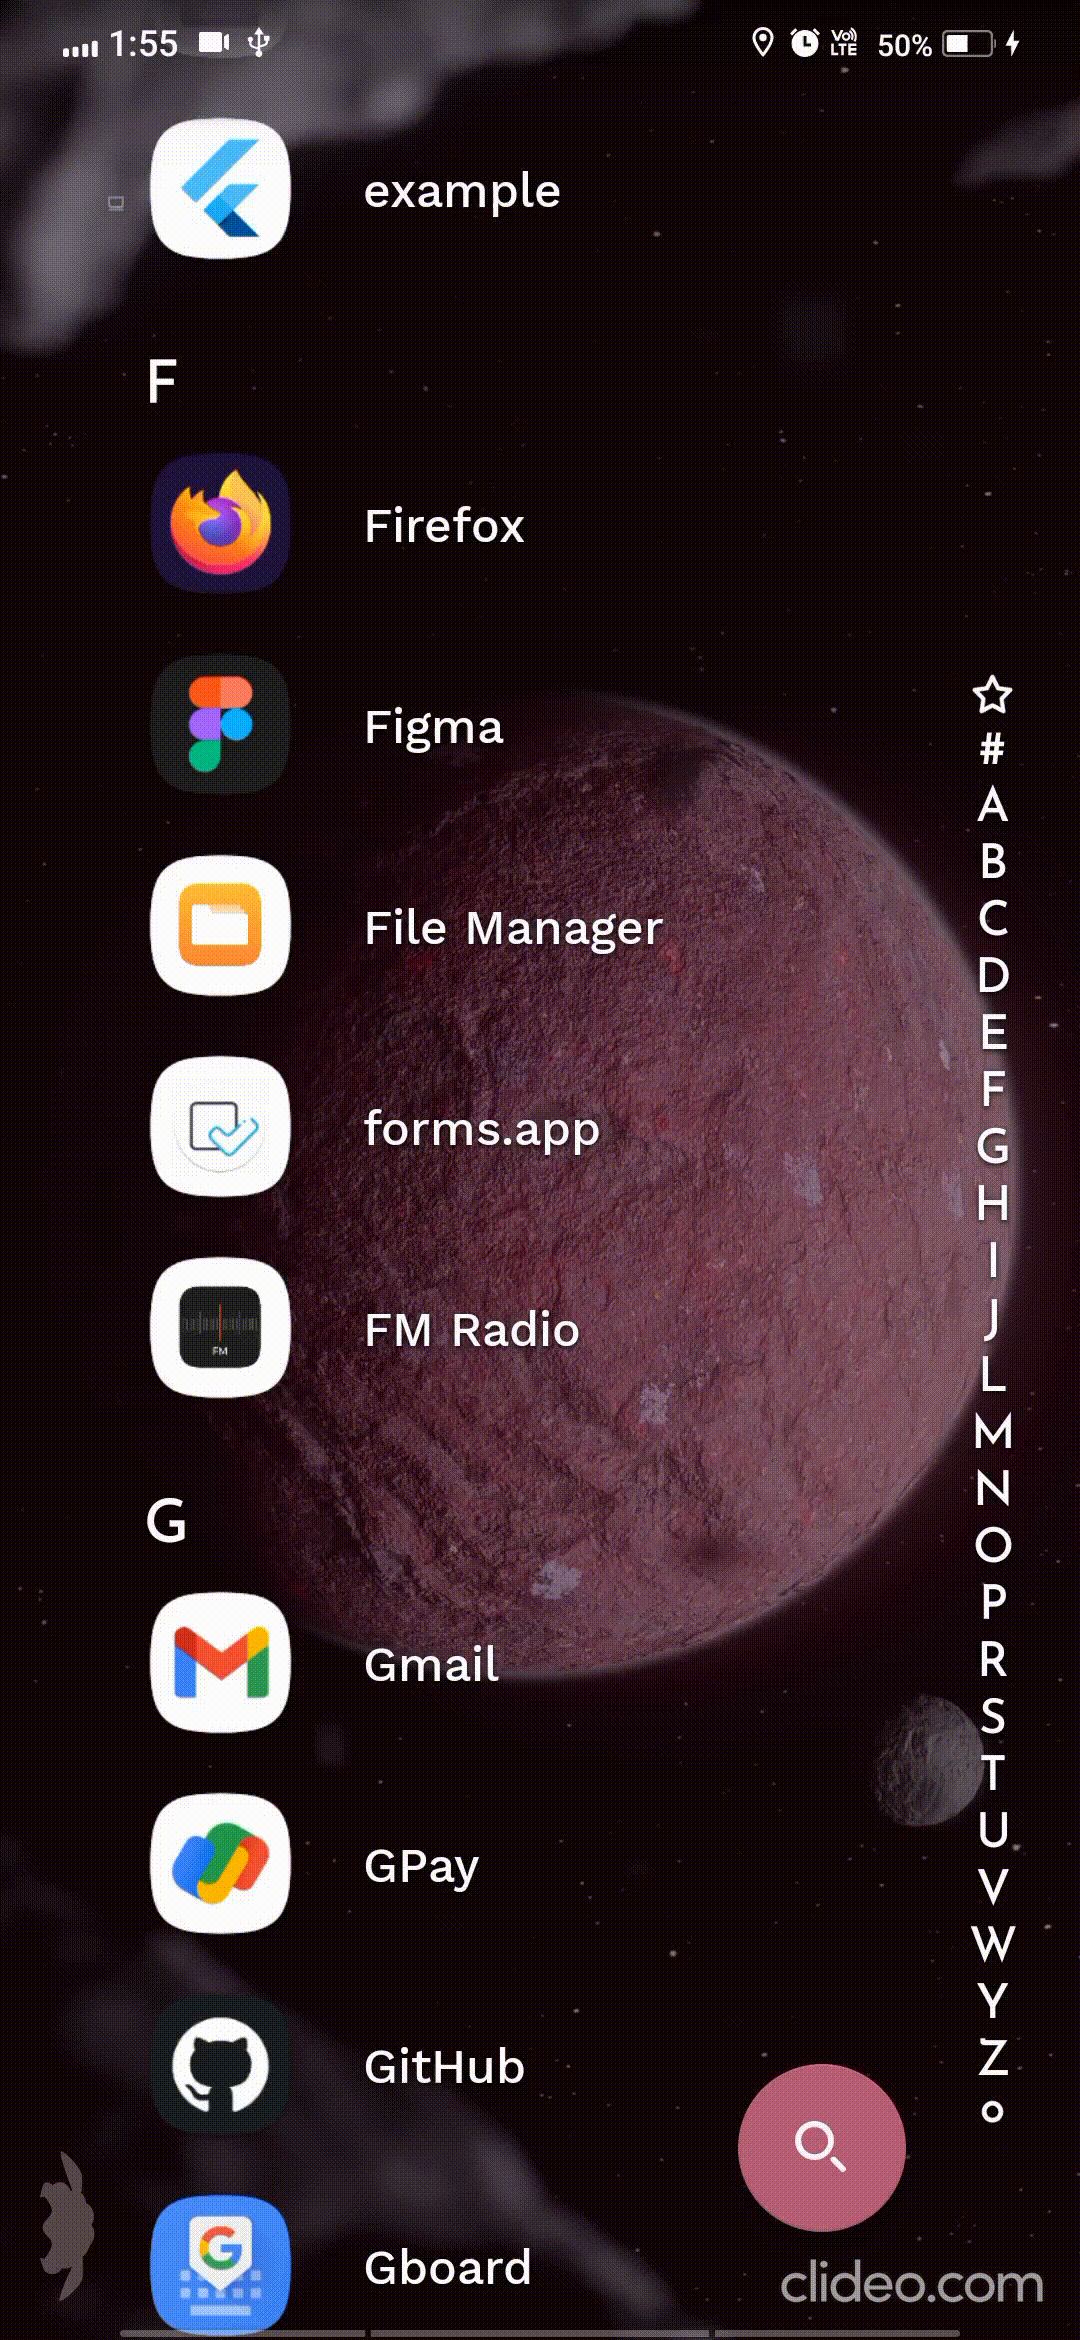 1:55 Vo)) LTE 50%
example
F
Firefox
Figma
File Manager
forms.app
FM Radio
FM
G
Gmail
GPay
GitHub
Gboard
#
A
B
C
D
E
F
G
H
I
J
L
M
N
O
P
R
S
T
U
V
W
Y
Z
clideo.com